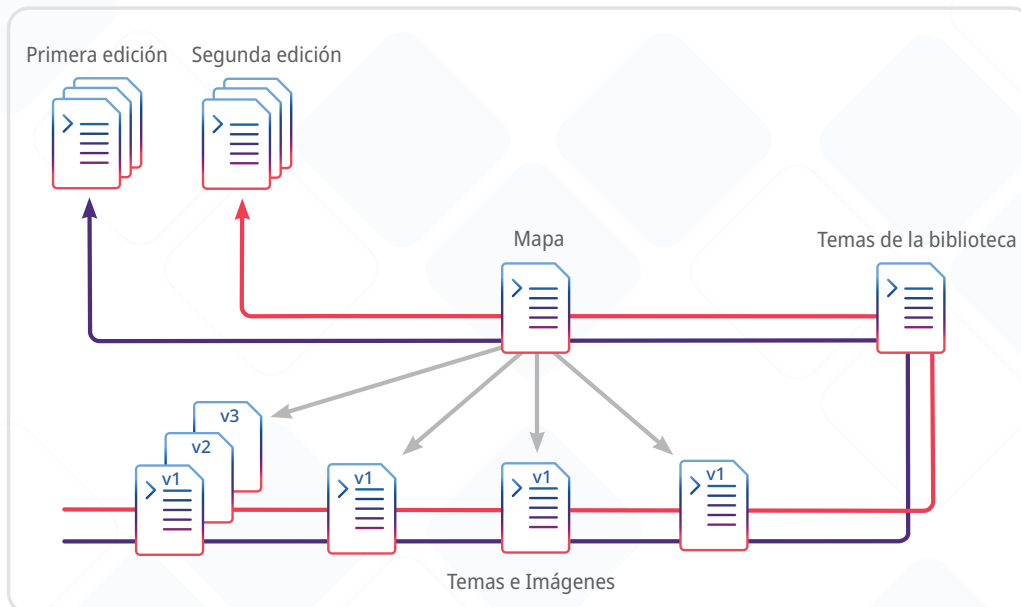 Primera edición
Segunda edición
Mapa
Temas de la biblioteca
v3
v2
v1
v1
v1
v1
Temas e Imágenes